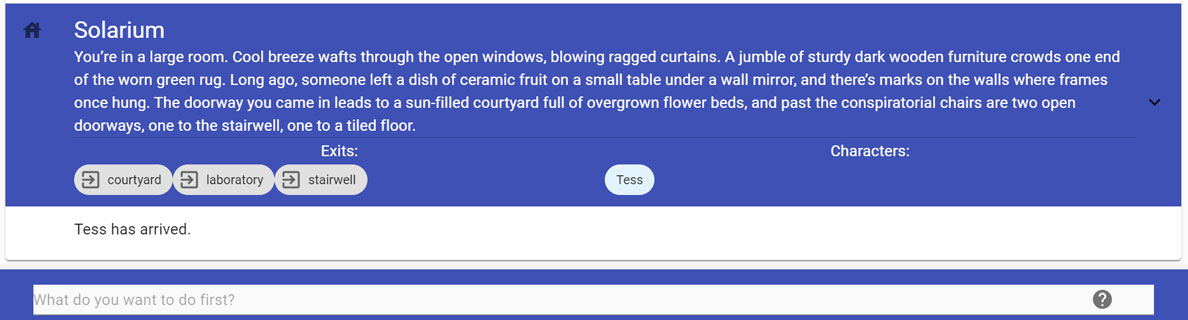 Solarium
You’re in a large room. Cool breeze wafts through the open windows, blowing ragged curtains. A jumble of sturdy dark wooden furniture crowds one end
of the worn green rug. Long ago, someone left a dish of ceramic fruit on a small table under a wall mirror, and there’s marks on the walls where frames
once hung. The doorway you came in leads to a sun-filled courtyard full of overgrown flower beds, and past the conspiratorial chairs are two open
doorways, one to the stairwell, one to a tiled floor.
Exits:
Characters:
courtyard
laboratory
stairwell
Tess
Tess has arrived.
What do you want to do first?
?